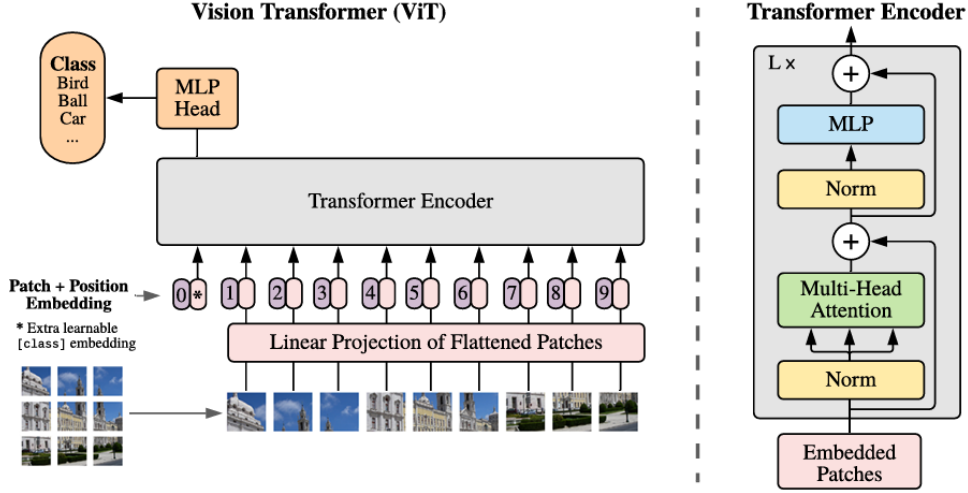 Vision Transformer (ViT)
Class
Bird
Ball
Car
...
MLP
Head
Transformer Encoder
Patch + Position
Embedding
0 * 1 2 3 4 5 6 7 8 9
* Extra learnable
[class] embedding
Linear Projection of Flattened Patches
Transformer Encoder
L ×
+
MLP
Norm
+
Multi-Head
Attention
Norm
Embedded
Patches